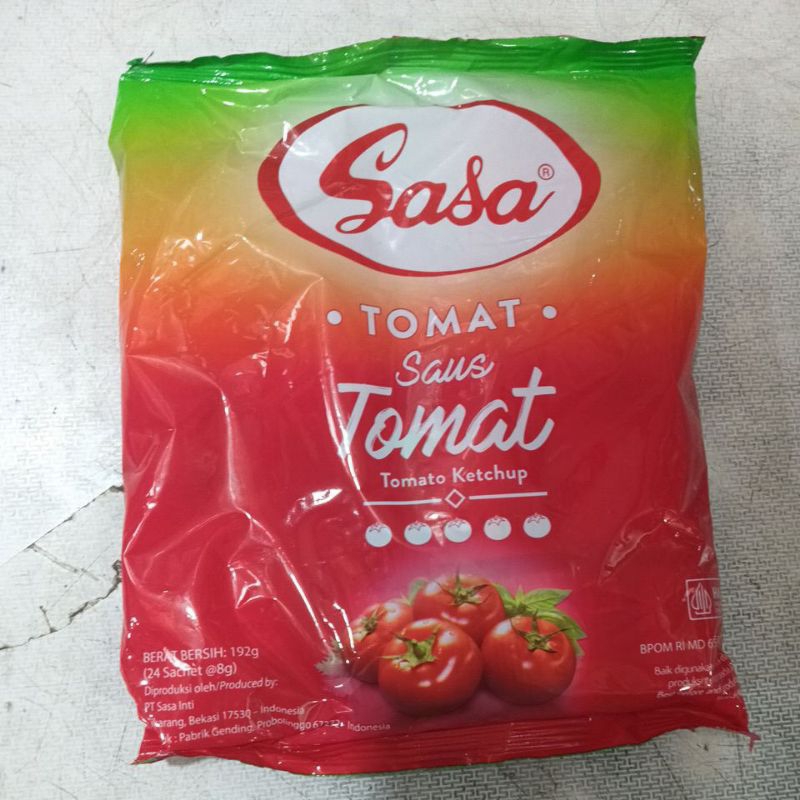 Sasa®
• TOMAT •
Saus
Tomat
Tomato Ketchup
BERAT BERSIH: 192g
(24 Sachet @8g)
Diproduksi oleh/Produced by:
PT Sasa Inti
Bekasi 17530 - Indonesia
: Pabrik Gending, Probolinggo Indonesia
BPOM RI MD
Baik digunakan